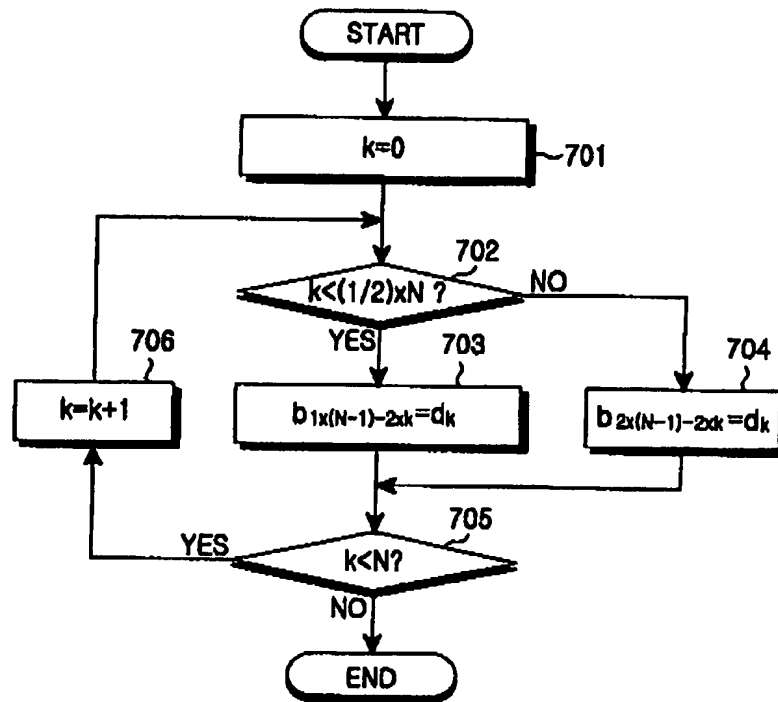 START
k=0
701
702
k<(1/2)xN ?
NO
YES
706
k=k+1
703
b1x(N-1)-2xk=dk
704
b2x(N-1)-2xk=dk
705
YES
k<N?
NO
END